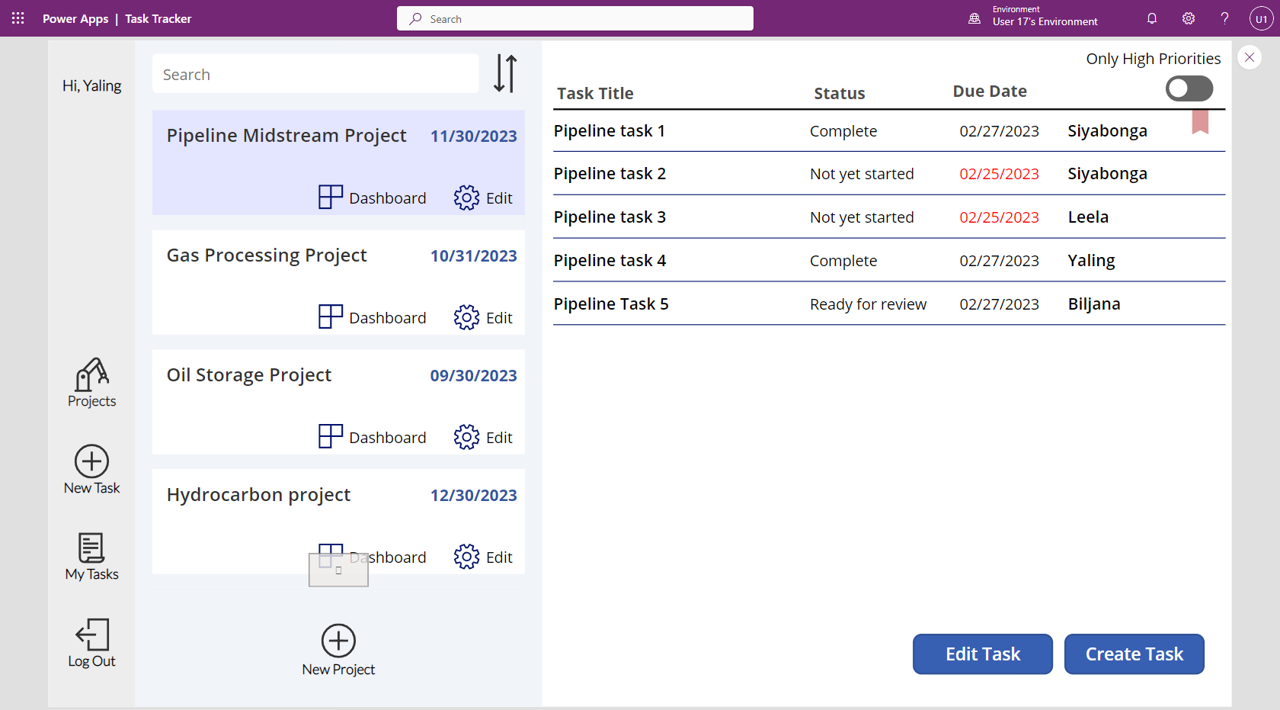 Power Apps | Task Tracker
Search
Environment
User 17's Environment
?
U1
Hi, Yaling
Projects
New Task
My Tasks
Log Out
Search
Pipeline Midstream Project 11/30/2023
Dashboard Edit
Gas Processing Project 10/31/2023
Dashboard Edit
Oil Storage Project 09/30/2023
Dashboard Edit
Hydrocarbon project 12/30/2023
Dashboard Edit
New Project
Only High Priorities
Task Title Status Due Date
Pipeline task 1 Complete 02/27/2023 Siyabonga
Pipeline task 2 Not yet started 02/25/2023 Siyabonga
Pipeline task 3 Not yet started 02/25/2023 Leela
Pipeline task 4 Complete 02/27/2023 Yaling
Pipeline Task 5 Ready for review 02/27/2023 Biljana
Edit Task Create Task